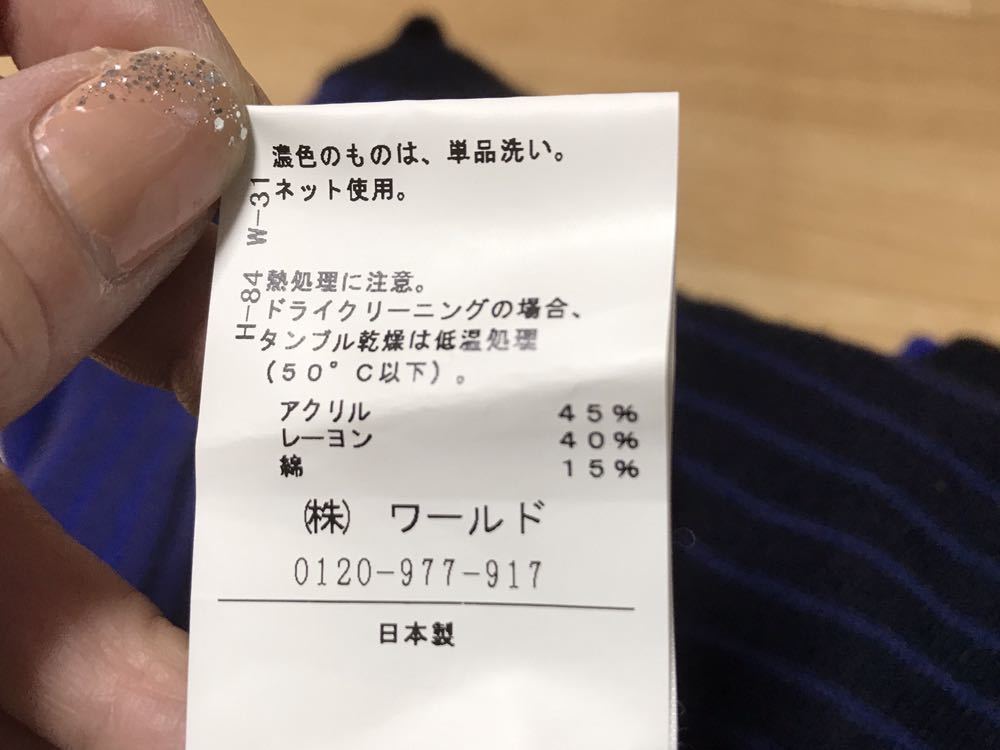 濃色のものは、単品洗い。
ネット使用。
W-31
H-84
熱処理に注意。
ドライクリーニングの場合、
タンブル乾燥は低温処理
(50°C以下)。
アクリル 45%
レーヨン 40%
綿 15%
㈱ ワールド
0120-977-917
日本製